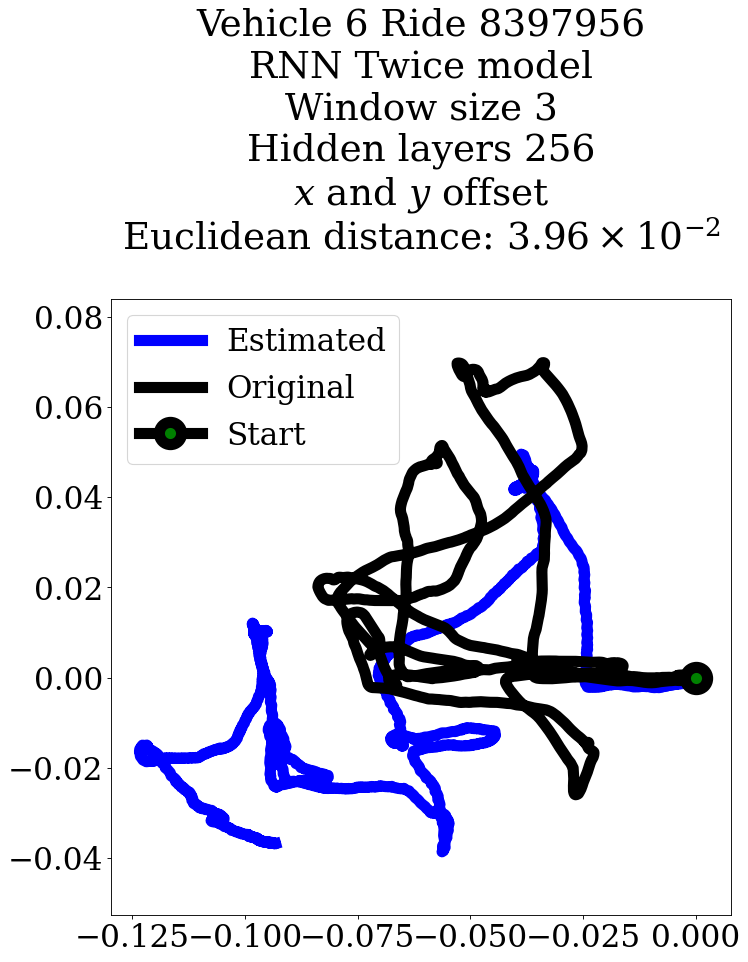 Vehicle 6 Ride 8397956
RNN Twice model
Window size 3
Hidden layers 256
x and y offset
Euclidean distance: 3.96 × 10⁻²
Estimated
Original
Start
0.08
0.06
0.04
0.02
0.00
−0.02
−0.04
−0.125 −0.100 −0.075 −0.050 −0.025 0.000